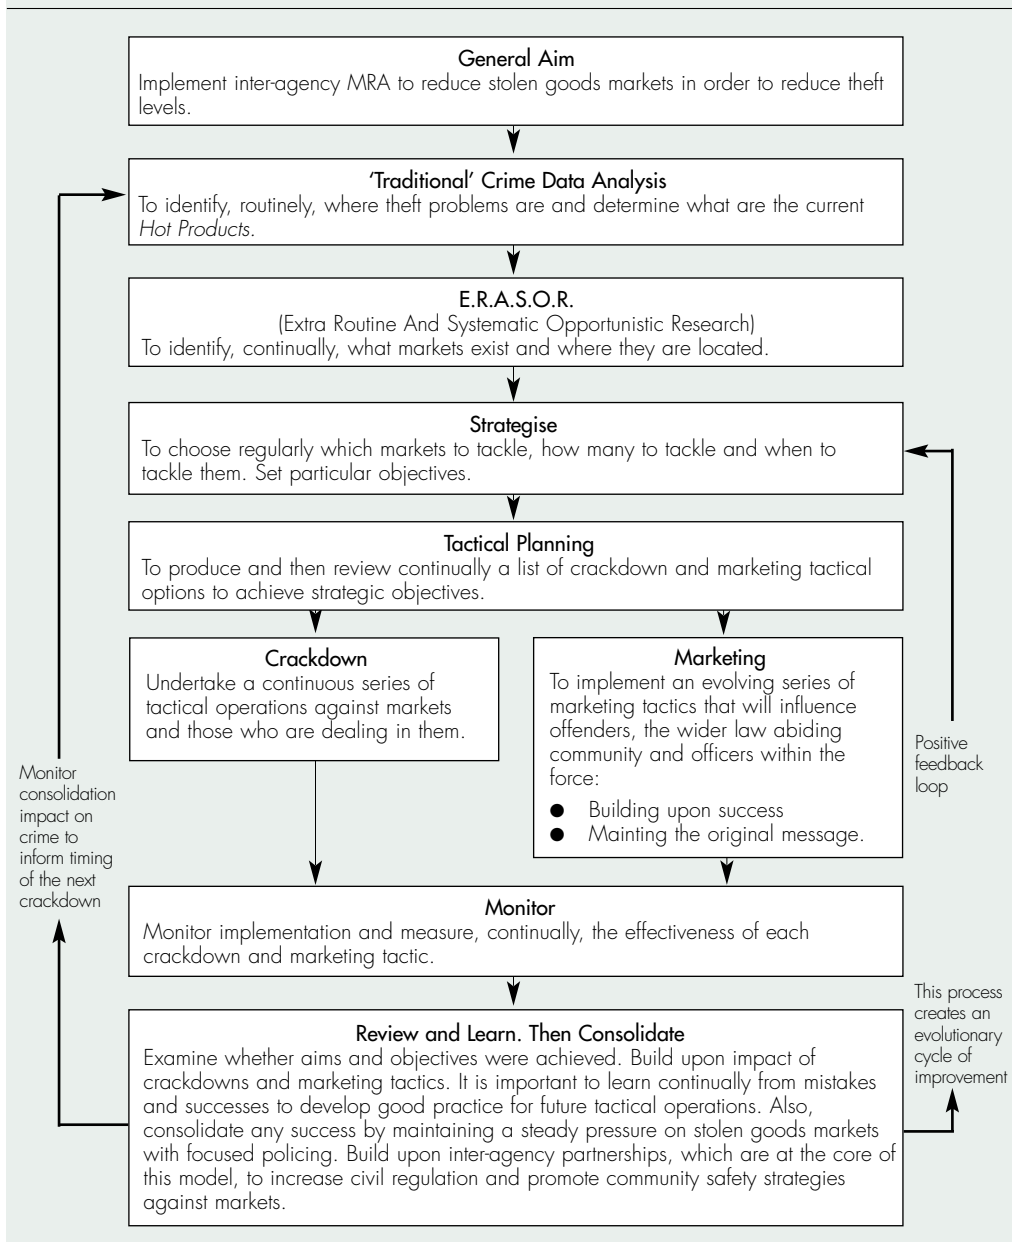 General Aim
Implement inter-agency MRA to reduce stolen goods markets in order to reduce theft
levels.
'Traditional' Crime Data Analysis
To identify, routinely, where theft problems are and determine what are the current
Hot Products.
E.R.A.S.O.R.
(Extra Routine And Systematic Opportunistic Research)
To identify, continually, what markets exist and where they are located.
Strategise
To choose regularly which markets to tackle, how many to tackle and when to
tackle them. Set particular objectives.
Tactical Planning
To produce and then review continually a list of crackdown and marketing tactical
options to achieve strategic objectives.
Crackdown
Undertake a continuous series of
tactical operations against markets
and those who are dealing in them.
Marketing
To implement an evolving series of
marketing tactics that will influence
offenders, the wider law abiding
community and officers within the
force:
● Building upon success
● Mainting the original message.
Positive
feedback
loop
Monitor
consolidation
impact on
crime to
inform timing
of the next
crackdown
Monitor
Monitor implementation and measure, continually, the effectiveness of each
crackdown and marketing tactic.
This process
creates an
evolutionary
cycle of
improvement
Review and Learn. Then Consolidate
Examine whether aims and objectives were achieved. Build upon impact of
crackdowns and marketing tactics. It is important to learn continually from mistakes
and successes to develop good practice for future tactical operations. Also,
consolidate any success by maintaining a steady pressure on stolen goods markets
with focused policing. Build upon inter-agency partnerships, which are at the core of
this model, to increase civil regulation and promote community safety strategies
against markets.